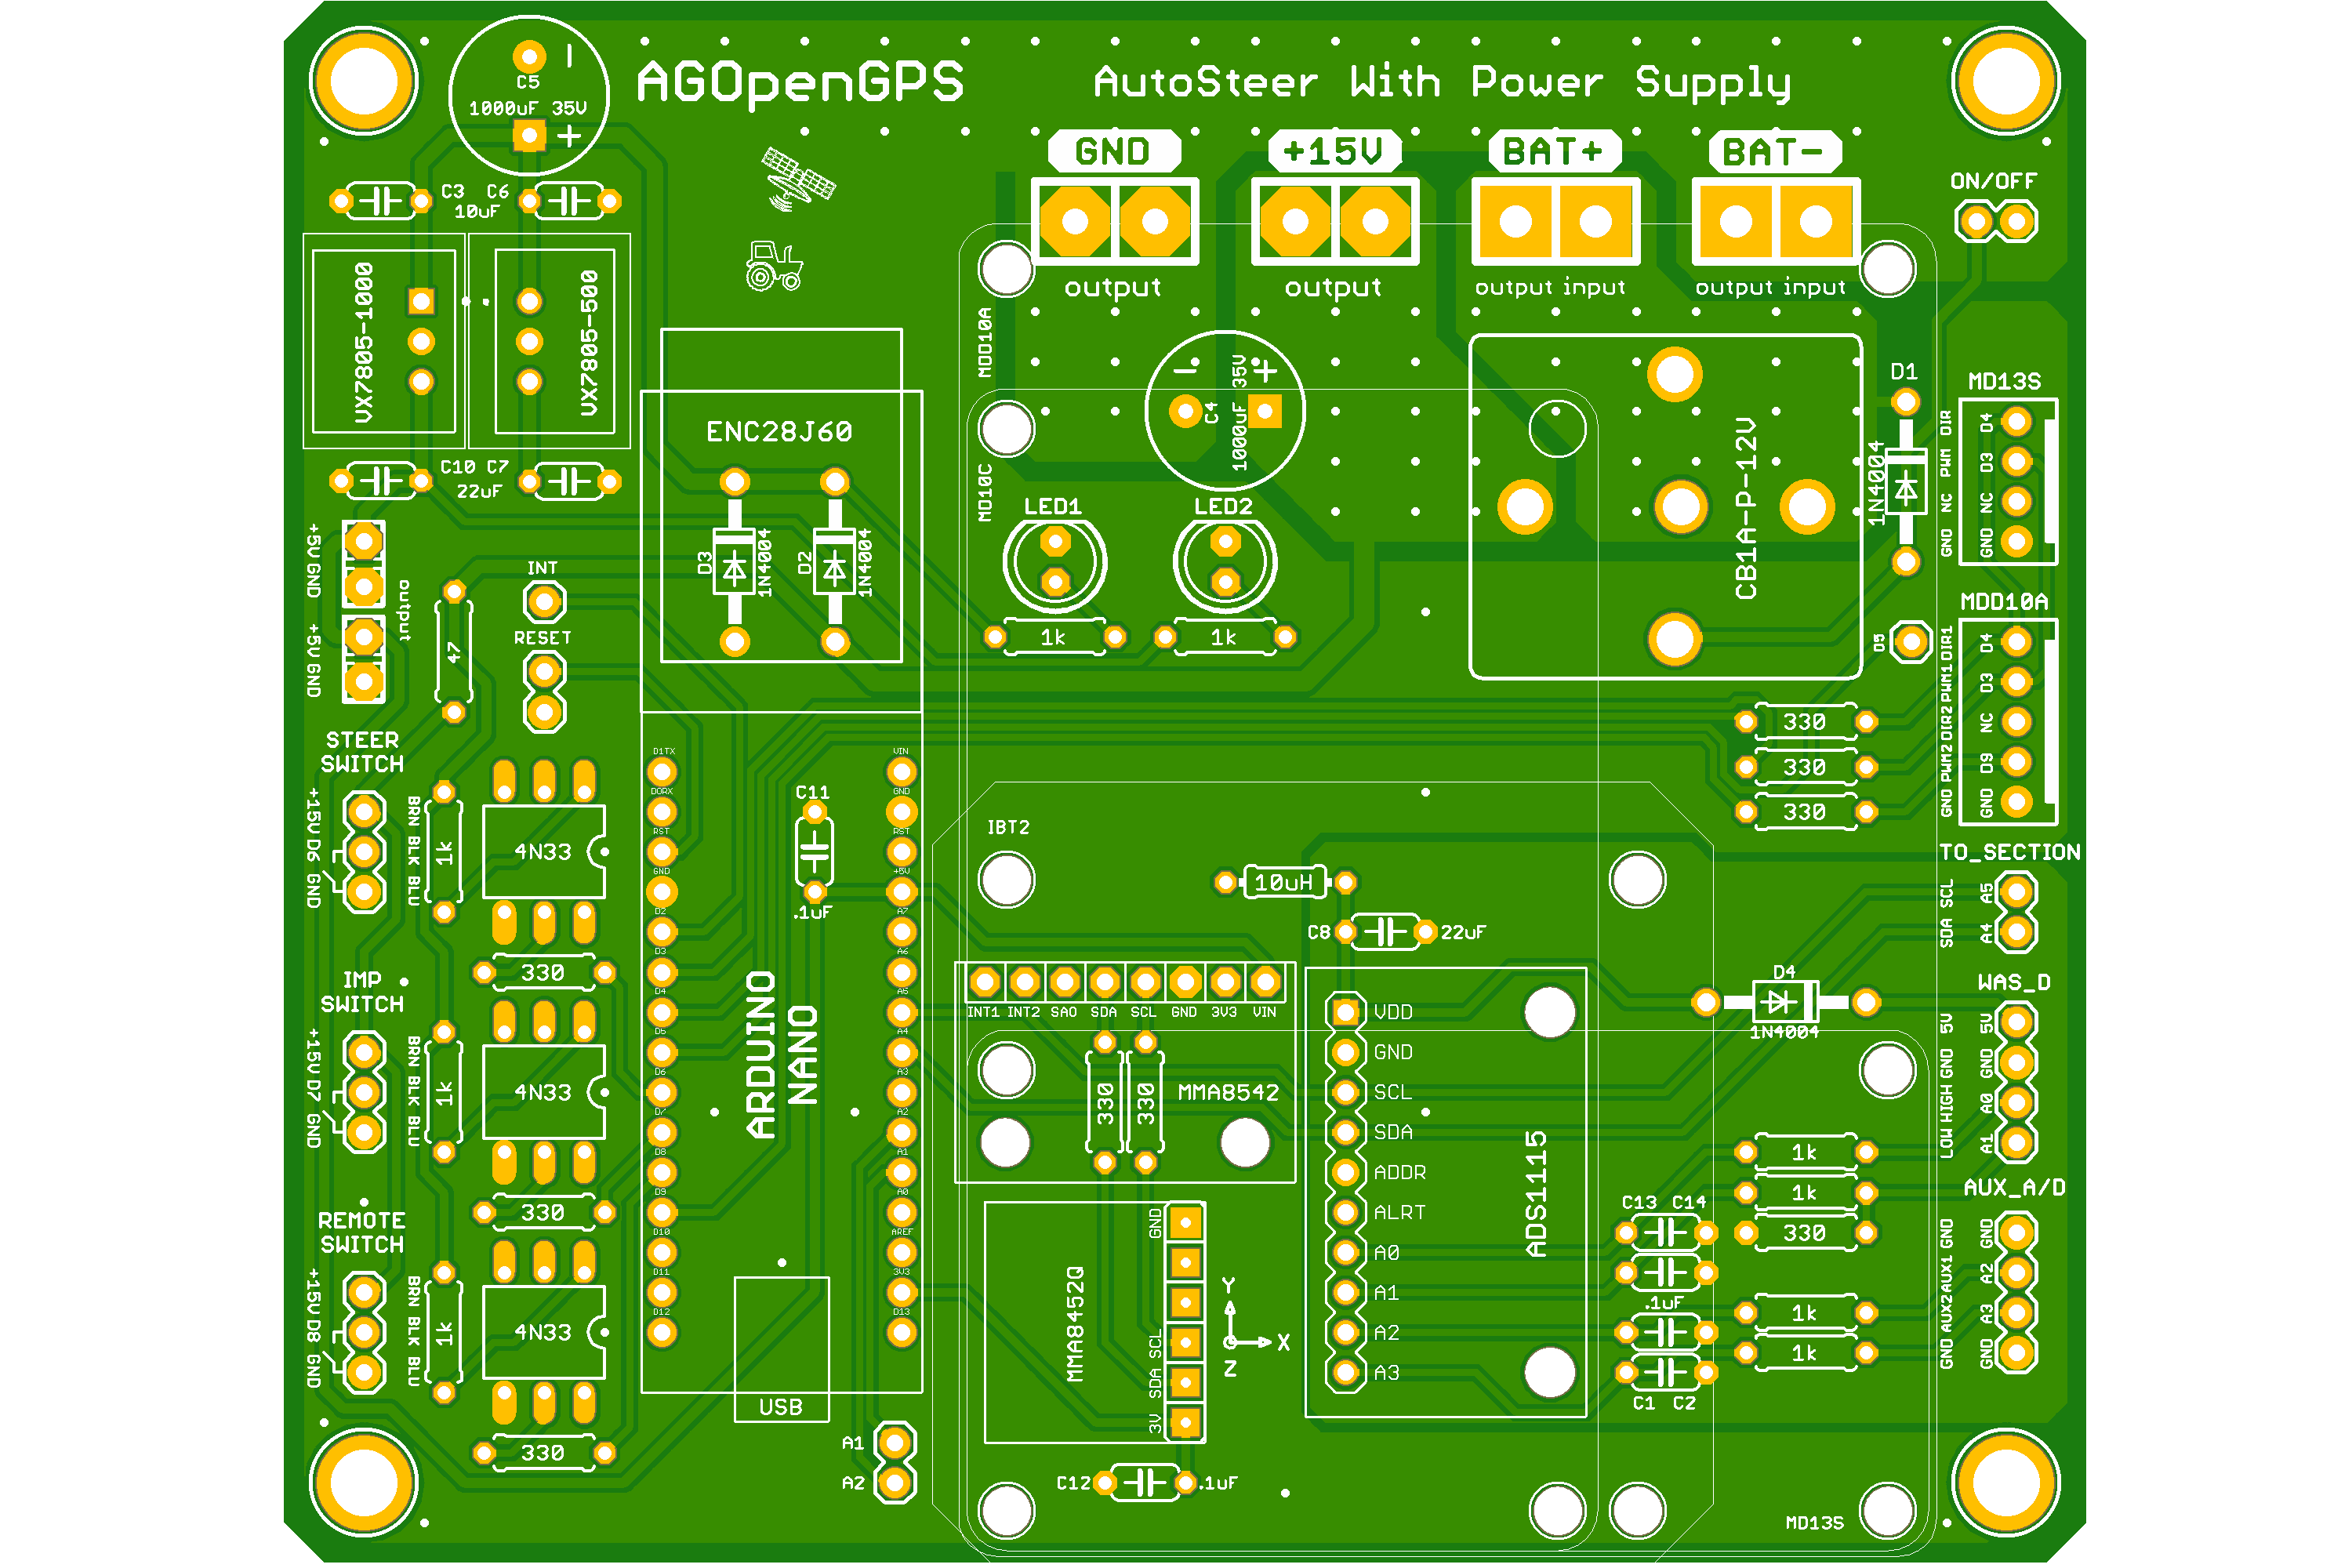 AGOpenGPS
AutoSteer With Power Supply
C5
1000uF 35V
GND
+15V
BAT+
BAT-
ON/OFF
C3 C6
10uF
output
output
output input
output input
VX7805-1000
VX7805-500
MDD10A
C4
1000uF 35V
D1
1N4004
MD13S
DIR D4
PWM D3
NC NC
GND GND
ENC28J60
CB1A-P-12V
C10 C7
22uF
MD10C
LED1
LED2
+5V GND
+5V GND
output
INT
RESET
47
D3
1N4004
D2
1N4004
1k
1k
D5
MDD10A
DIR1 D4
PWM1 D3
DIR2 NC
PWM2 D9
GND GND
330
330
330
STEER
SWITCH
+15V D6 GND
BRN BLK BLU
1k
4N33
330
IMP
SWITCH
+15V D7 GND
BRN BLK BLU
1k
4N33
330
REMOTE
SWITCH
+15V D8 GND
BRN BLK BLU
1k
4N33
330
D1TX
DORX
RST
GND
D2
D3
D4
D5
D6
D7
D8
D9
D10
D11
D12
VIN
GND
RST
+5V
A7
A6
A5
A4
A3
A2
A1
A0
AREF
3V3
D13
C11
.1uF
ARDUINO
NANO
USB
A1
A2
IBT2
10uH
C8
22uF
INT1 INT2 SAO SDA SCL GND 3V3 VIN
330
330
MMA8542
GND
SCL
SDA
3V
MMA8452Q
Y
X
Z
C12
.1uF
VDD
GND
SCL
SDA
ADDR
ALRT
A0
A1
A2
A3
ADS1115
D4
1N4004
TO_SECTION
SCL A5
SDA A4
WAS_D
5V 5V
GND GND
HIGH A0
LOW A1
1k
1k
330
1k
1k
C13 C14
.1uF
C1 C2
AUX_A/D
GND GND
AUX1 A2
AUX2 A3
GND GND
MD13S